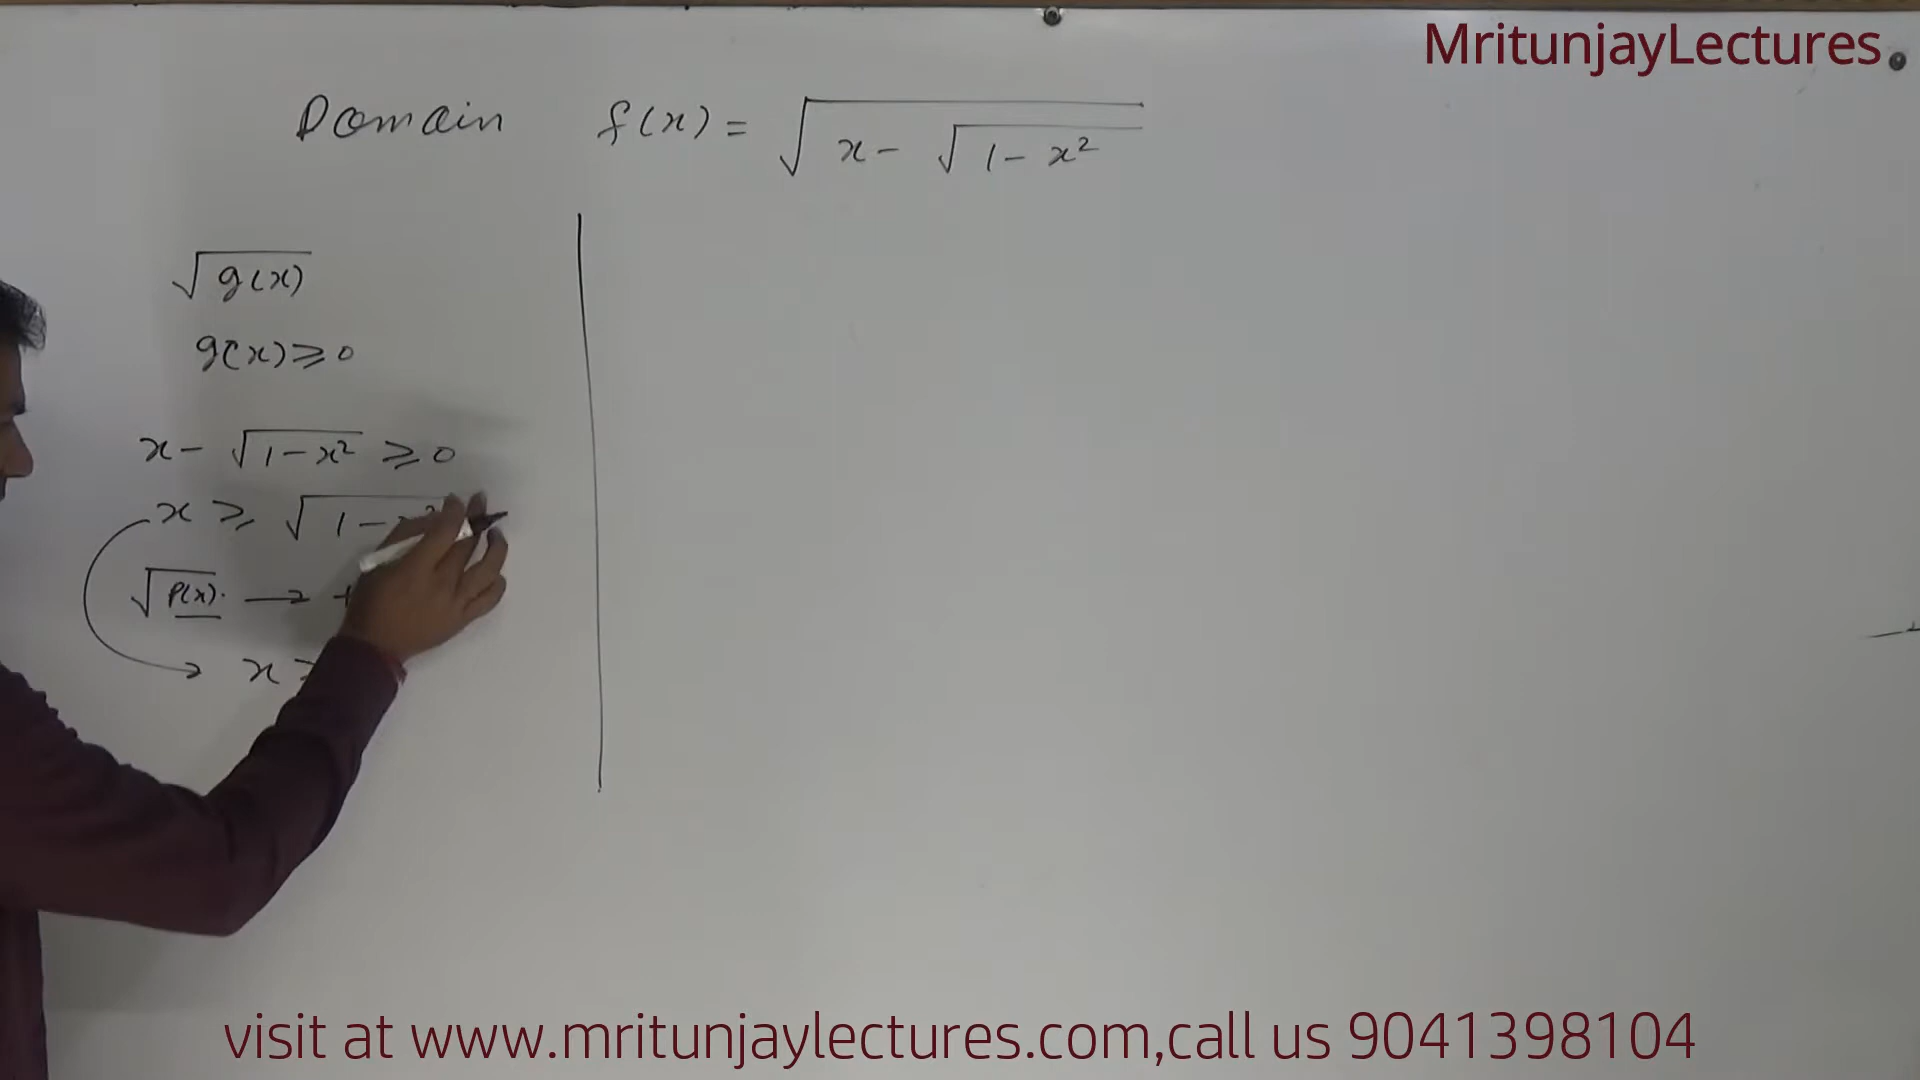 MritunjayLectures
Domain f(x) = √(x - √(1 - x²))
√g(x)
g(x) ≥ 0
x - √(1 - x²) ≥ 0
x ≥ √(1 -
√P(x). → +
→ x ≥
visit at www.mritunjaylectures.com,call us 9041398104